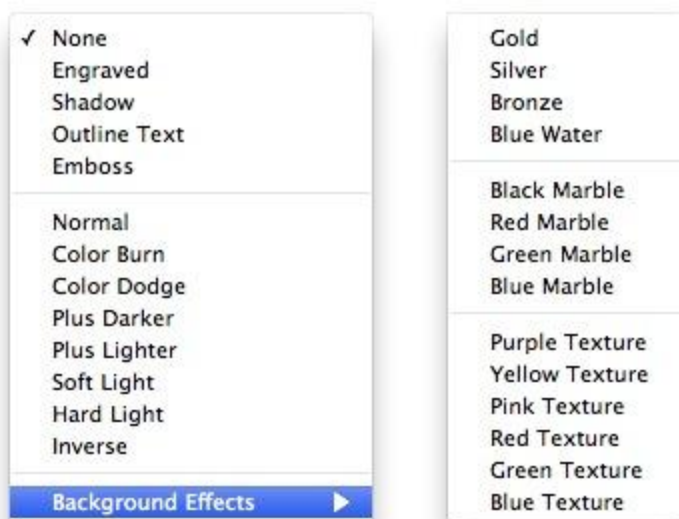 ✓ None
Engraved
Shadow
Outline Text
Emboss
Normal
Color Burn
Color Dodge
Plus Darker
Plus Lighter
Soft Light
Hard Light
Inverse
Background Effects ▶
Gold
Silver
Bronze
Blue Water
Black Marble
Red Marble
Green Marble
Blue Marble
Purple Texture
Yellow Texture
Pink Texture
Red Texture
Green Texture
Blue Texture